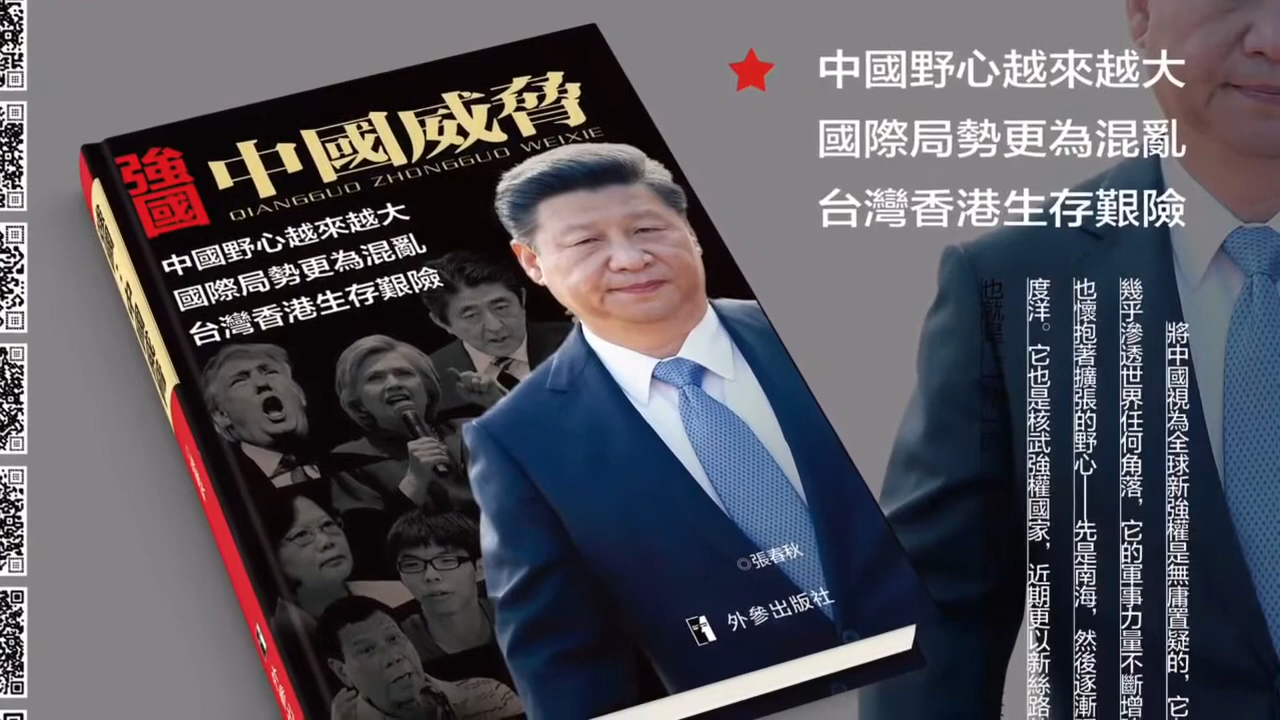 強國
中國威脅
QIANGGUO ZHONGGUO WEIXIE
中國野心越來越大
國際局勢更為混亂
台灣香港生存艱險
◎張春秋
外參出版社
中國野心越來越大
國際局勢更為混亂
台灣香港生存艱險
將中國視為全球新強權是無庸置疑的，它
幾乎滲透世界任何角落，它的軍事力量不斷增
也懷抱著擴張的野心——先是南海，然後逐漸
度洋。它也是核武強權國家，近期更以新絲路
也就是